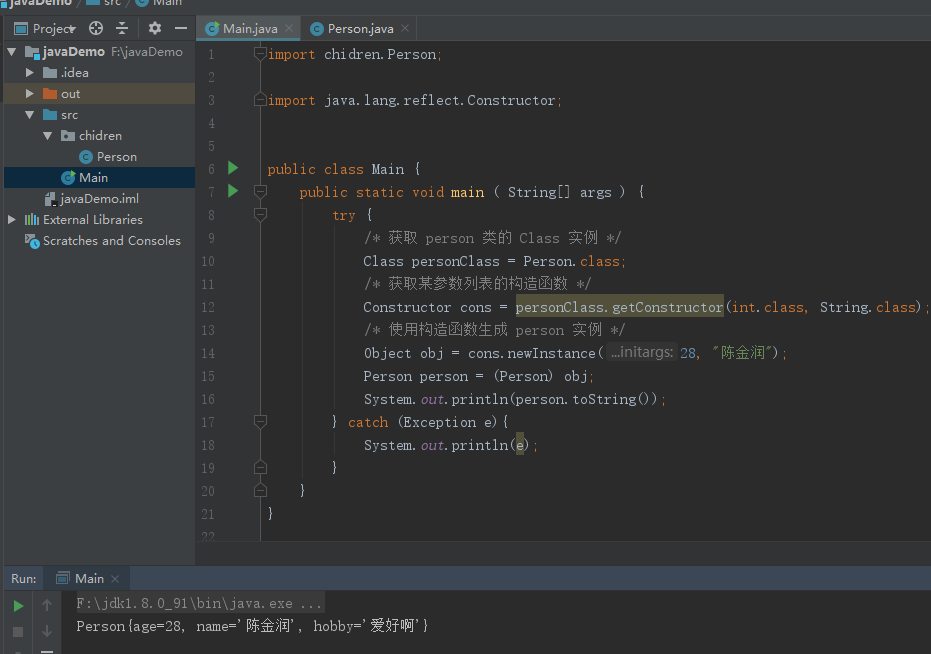 javaDemo src Main
Project
Main.java Person.java
javaDemo F:\javaDemo
.idea
out
src
chidren
Person
Main
javaDemo.iml
External Libraries
Scratches and Consoles
1 import chidren.Person;
2
3 import java.lang.reflect.Constructor;
4
5
6 public class Main {
7 public static void main ( String[] args ) {
8 try {
9 /* 获取 person 类的 Class 实例 */
10 Class personClass = Person.class;
11 /* 获取某参数列表的构造函数 */
12 Constructor cons = personClass.getConstructor(int.class, String.class);
13 /* 使用构造函数生成 person 实例 */
14 Object obj = cons.newInstance( ...initargs: 28, "陈金润");
15 Person person = (Person) obj;
16 System.out.println(person.toString());
17 } catch (Exception e){
18 System.out.println(e);
19 }
20 }
21 }
22
Run: Main
F:\jdk1.8.0_91\bin\java.exe ...
Person{age=28, name='陈金润', hobby='爱好啊'}